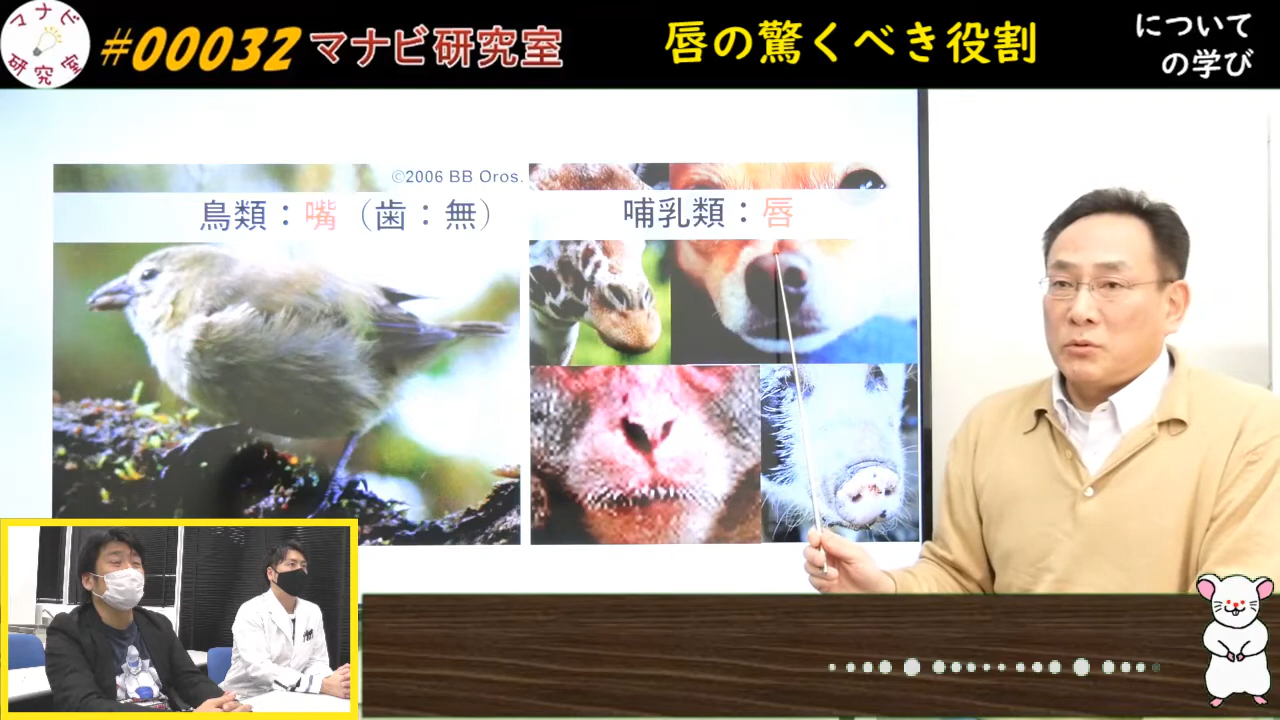 マナビ
研究室
#00032
マナビ研究室
唇の驚くべき役割
について
の学び
©2006 BB Oros.
鳥類：嘴（歯：無）
哺乳類：唇